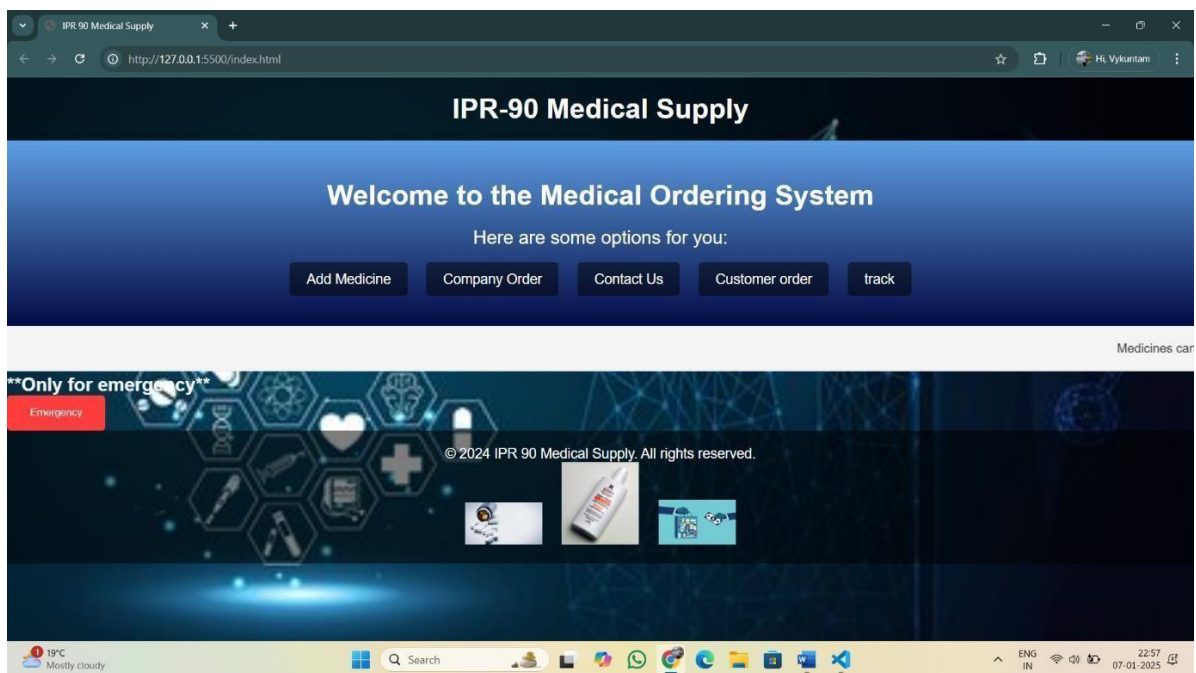 IPR 90 Medical Supply
http://127.0.0.1:5500/index.html
Hi, Vykuntam
IPR-90 Medical Supply
Welcome to the Medical Ordering System
Here are some options for you:
Add Medicine Company Order Contact Us Customer order track
Medicines can
**Only for emergency**
Emergency
© 2024 IPR 90 Medical Supply. All rights reserved.
1
19°C
Mostly cloudy
Search
ENG
IN
22:57
07-01-2025